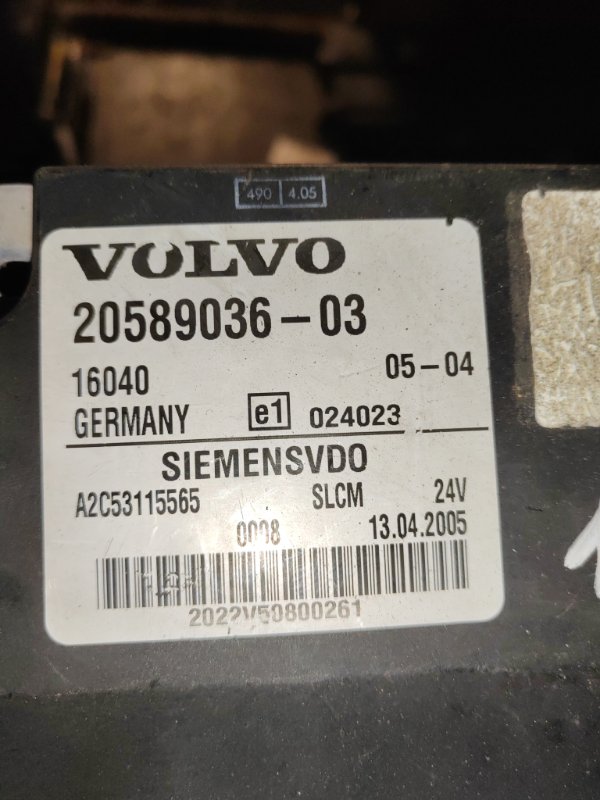 490 4.05
VOLVO
20589036-03
16040 05-04
GERMANY e1 024023
SIEMENSVDO
A2C53115565 SLCM 24V
0008 13.04.2005
2022V50800261